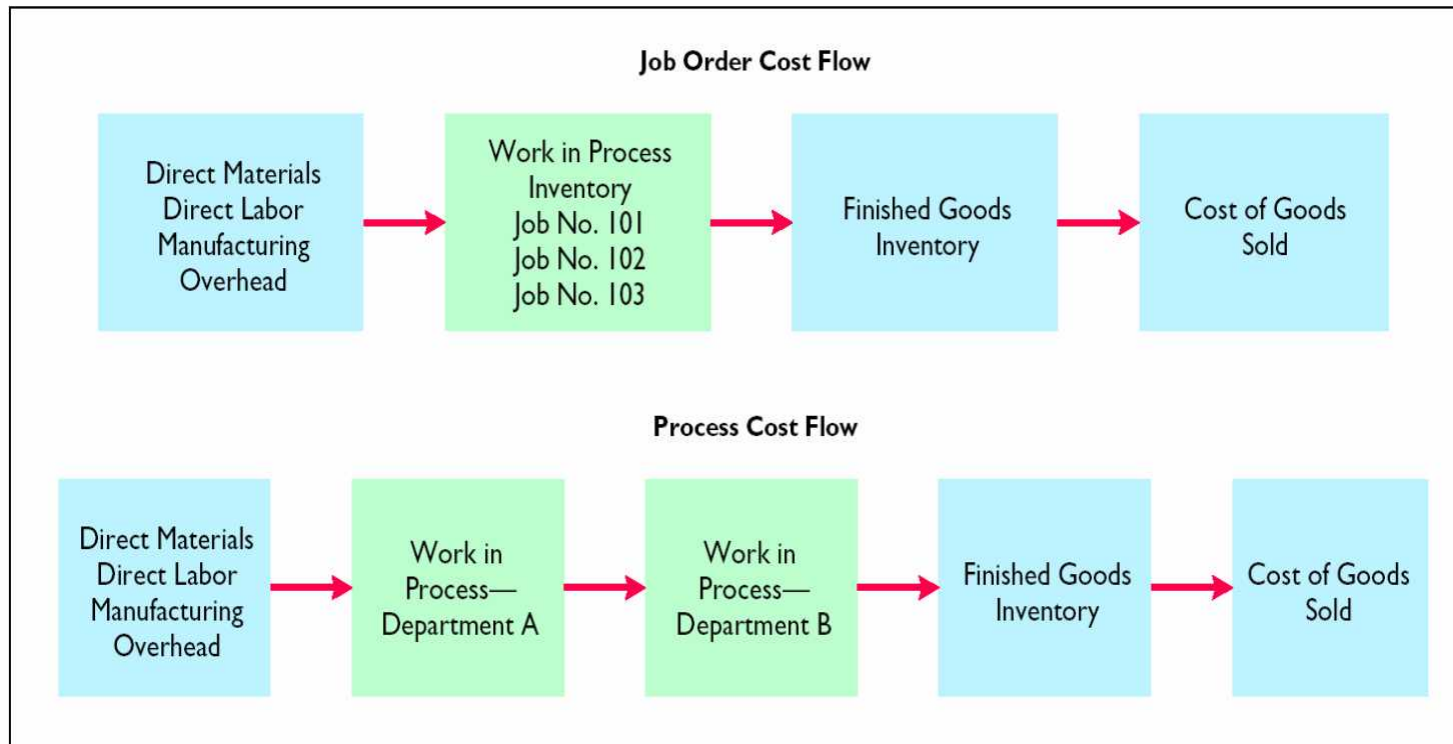 Job Order Cost Flow
Direct Materials
Direct Labor
Manufacturing
Overhead
Work in Process
Inventory
Job No. 101
Job No. 102
Job No. 103
Finished Goods
Inventory
Cost of Goods
Sold
Process Cost Flow
Direct Materials
Direct Labor
Manufacturing
Overhead
Work in
Process—
Department A
Work in
Process—
Department B
Finished Goods
Inventory
Cost of Goods
Sold